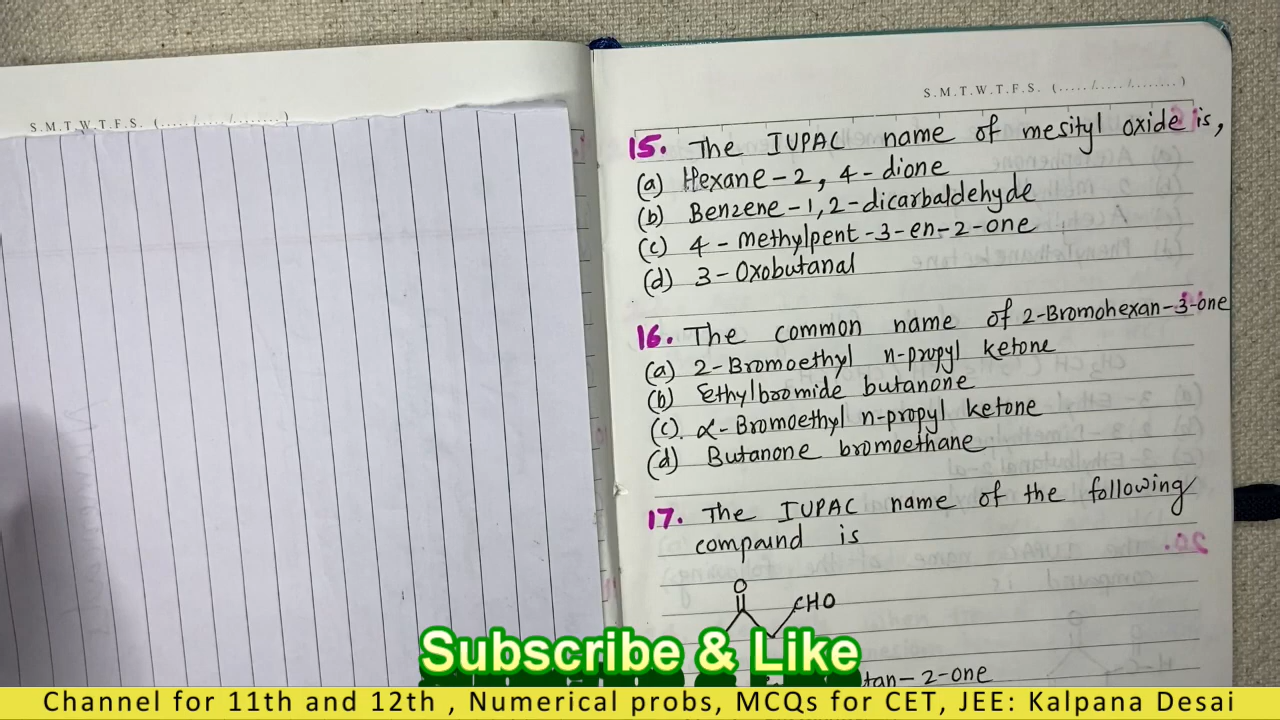 S.M.T.W.T.F.S. (...../...../........)
S.M.T.W.T.F.S. (...../...../........)
15. The IUPAC name of mesityl oxide is,
(a) Hexane-2, 4-dione
(b) Benzene-1,2-dicarbaldehyde
(c) 4-methylpent-3-en-2-one
(d) 3-Oxobutanal
16. The common name of 2-Bromohexan-3-one
(a) 2-Bromoethyl n-propyl ketone
(b) Ethylbromide butanone
(c). α-Bromoethyl n-propyl ketone
(d) Butanone bromoethane
17. The IUPAC name of the following
compound is
O
CHO
tan-2-one
Subscribe & Like
Channel for 11th and 12th , Numerical probs, MCQs for CET, JEE: Kalpana Desai